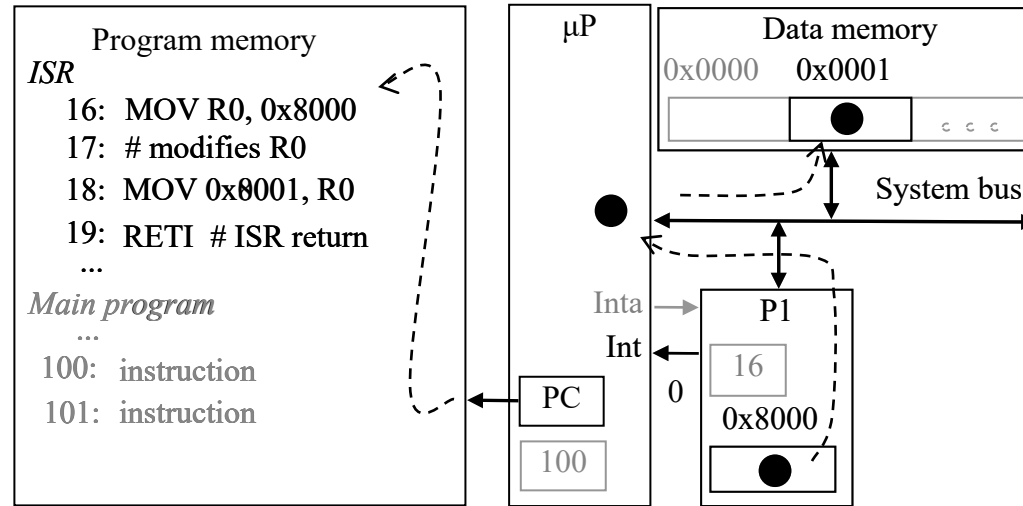 Program memory
ISR
16: MOV R0, 0x8000
17: # modifies R0
18: MOV 0x0001, R0
19: RETI # ISR return
...
Main program
...
100: instruction
101: instruction
μP
PC
100
Inta
Int
0
Data memory
0x0000 0x0001
System bus
P1
16
0x8000